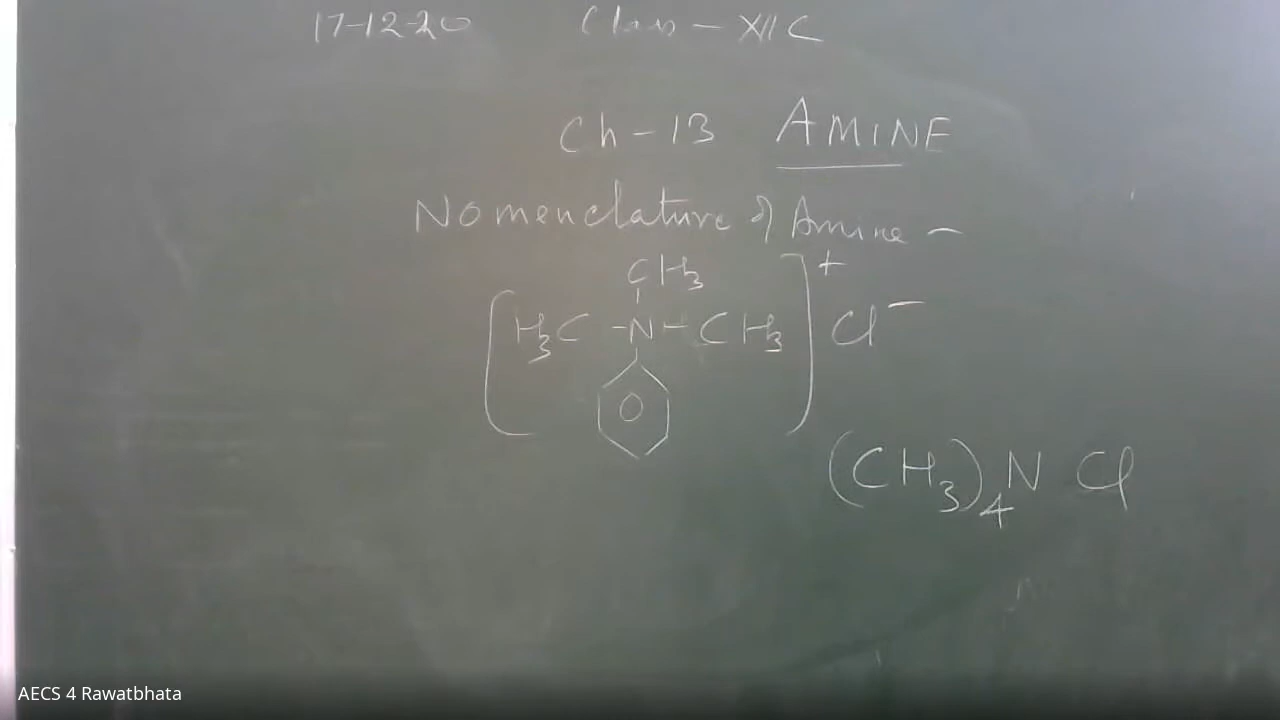 17-12-20 Class - XII C
Ch - 13 AMINE
Nomenclature of Amine -
CH3
[H3C - N - CH3]+ Cl-
(CH3)4N Cl
AECS 4 Rawatbhata